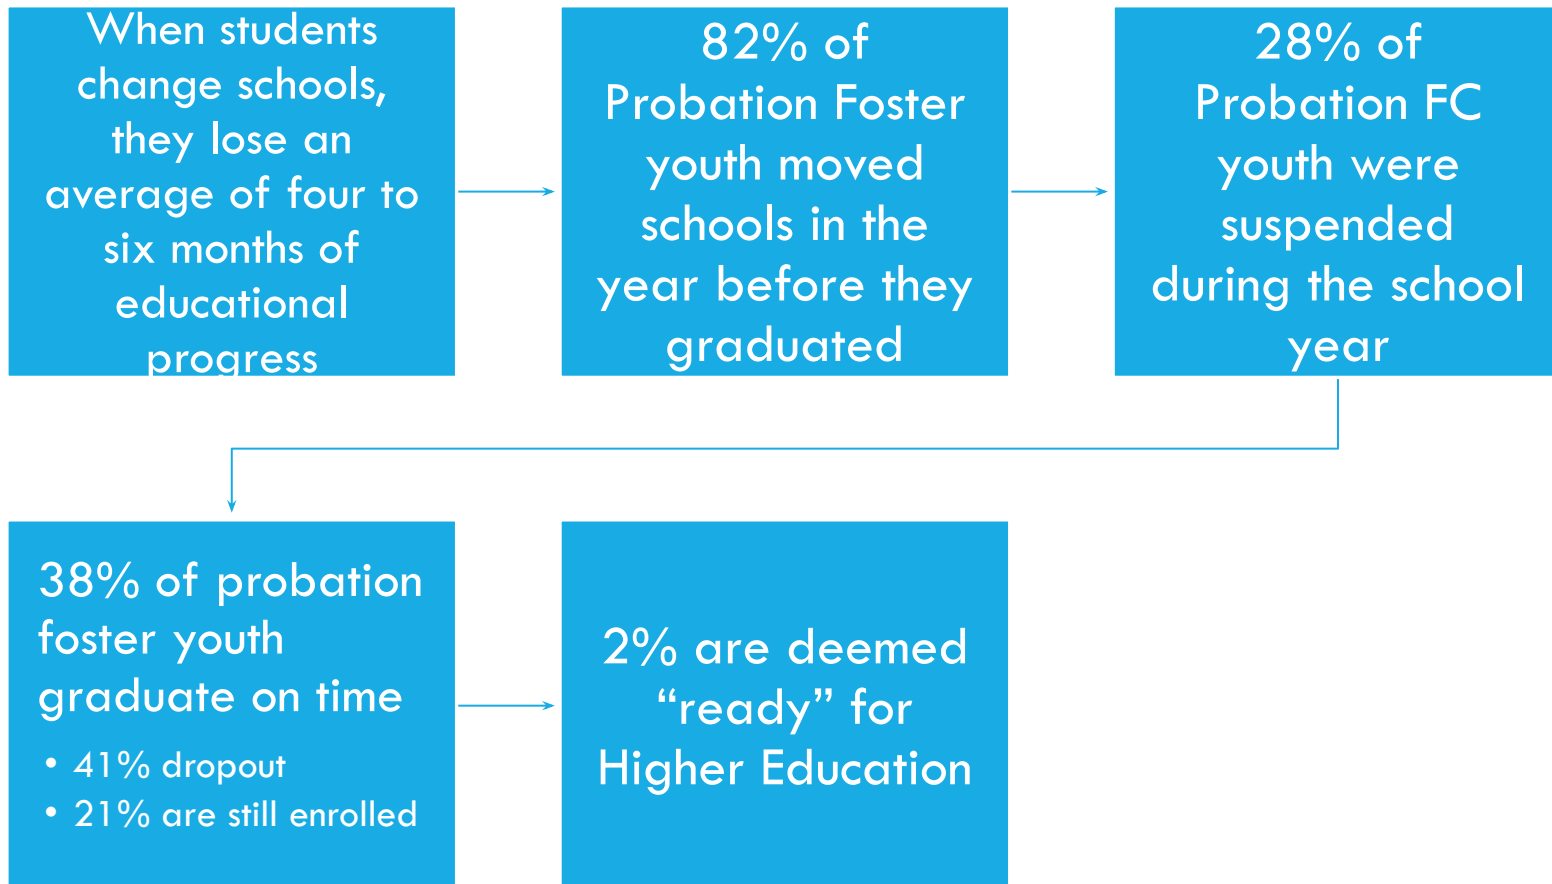 When students
change schools,
they lose an
average of four to
six months of
educational
progress
82% of
Probation Foster
youth moved
schools in the
year before they
graduated
28% of
Probation FC
youth were
suspended
during the school
year
38% of probation
foster youth
graduate on time
• 41% dropout
• 21% are still enrolled
2% are deemed
“ready” for
Higher Education